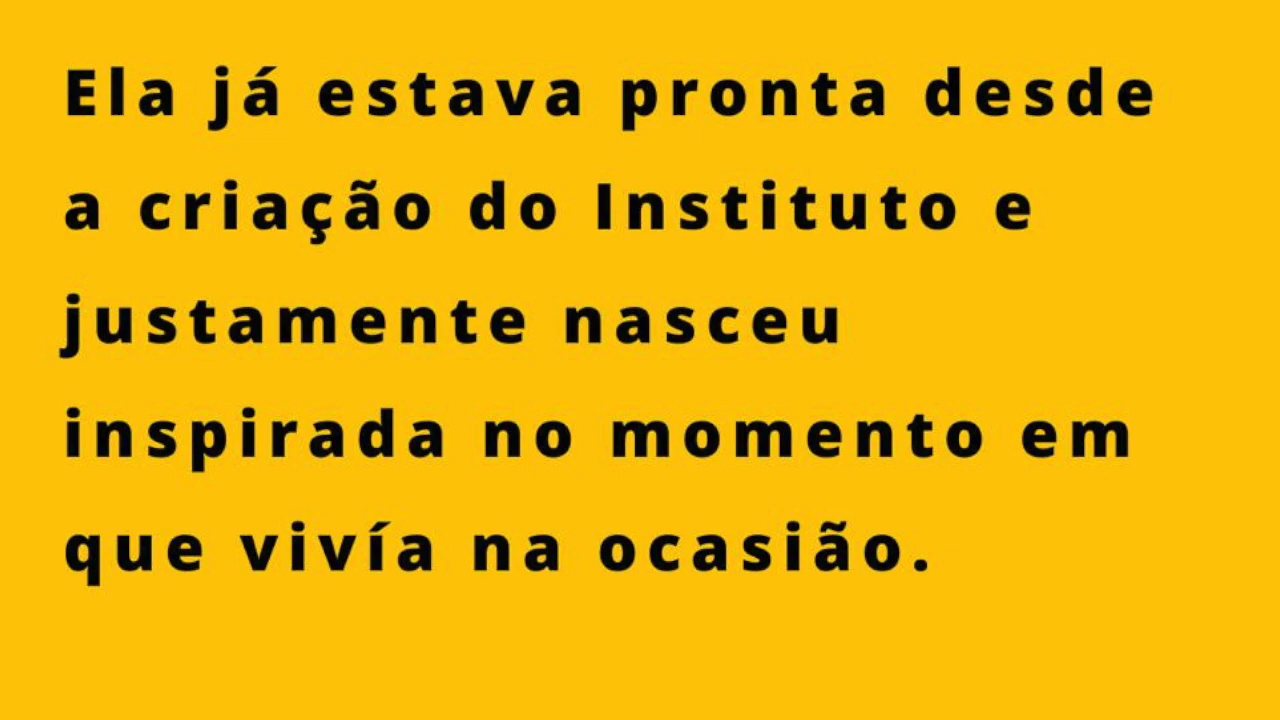 Ela já estava pronta desde
a criação do Instituto e
justamente nasceu
inspirada no momento em
que vivía na ocasião.